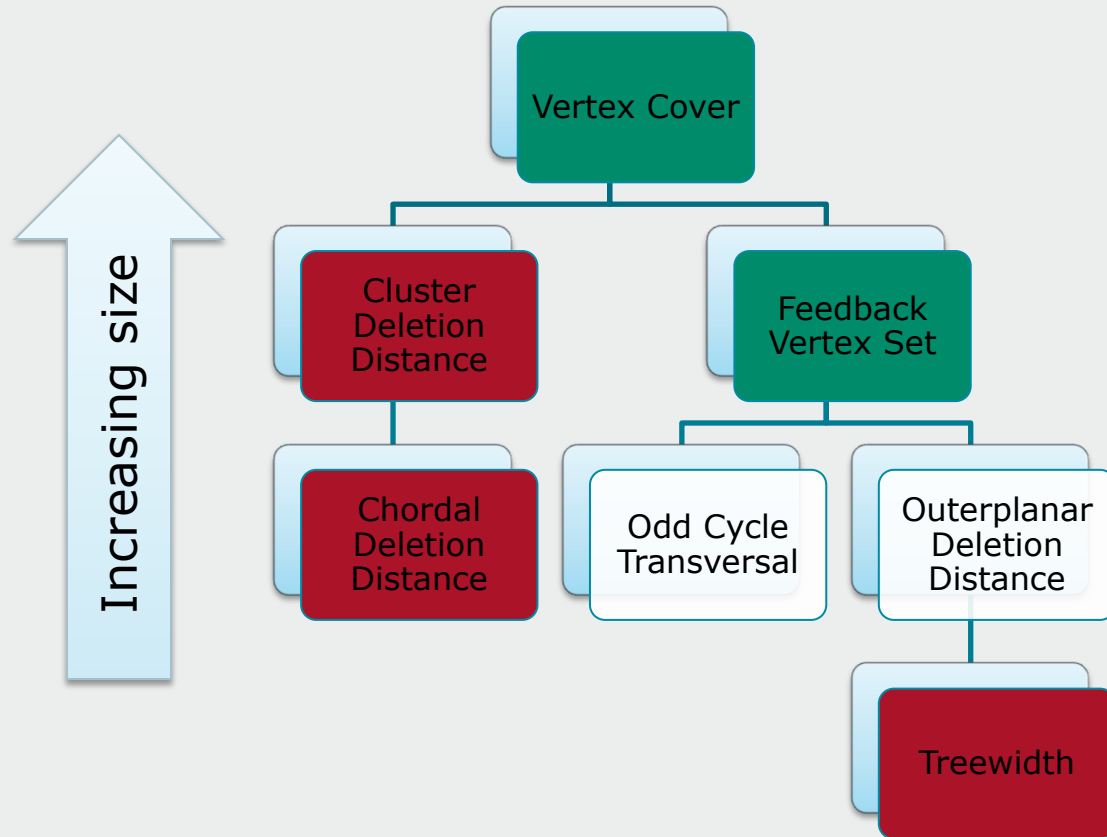 Vertex Cover
Increasing size
Cluster
Deletion
Distance
Feedback
Vertex Set
Chordal
Deletion
Distance
Odd Cycle
Transversal
Outerplanar
Deletion
Distance
Treewidth